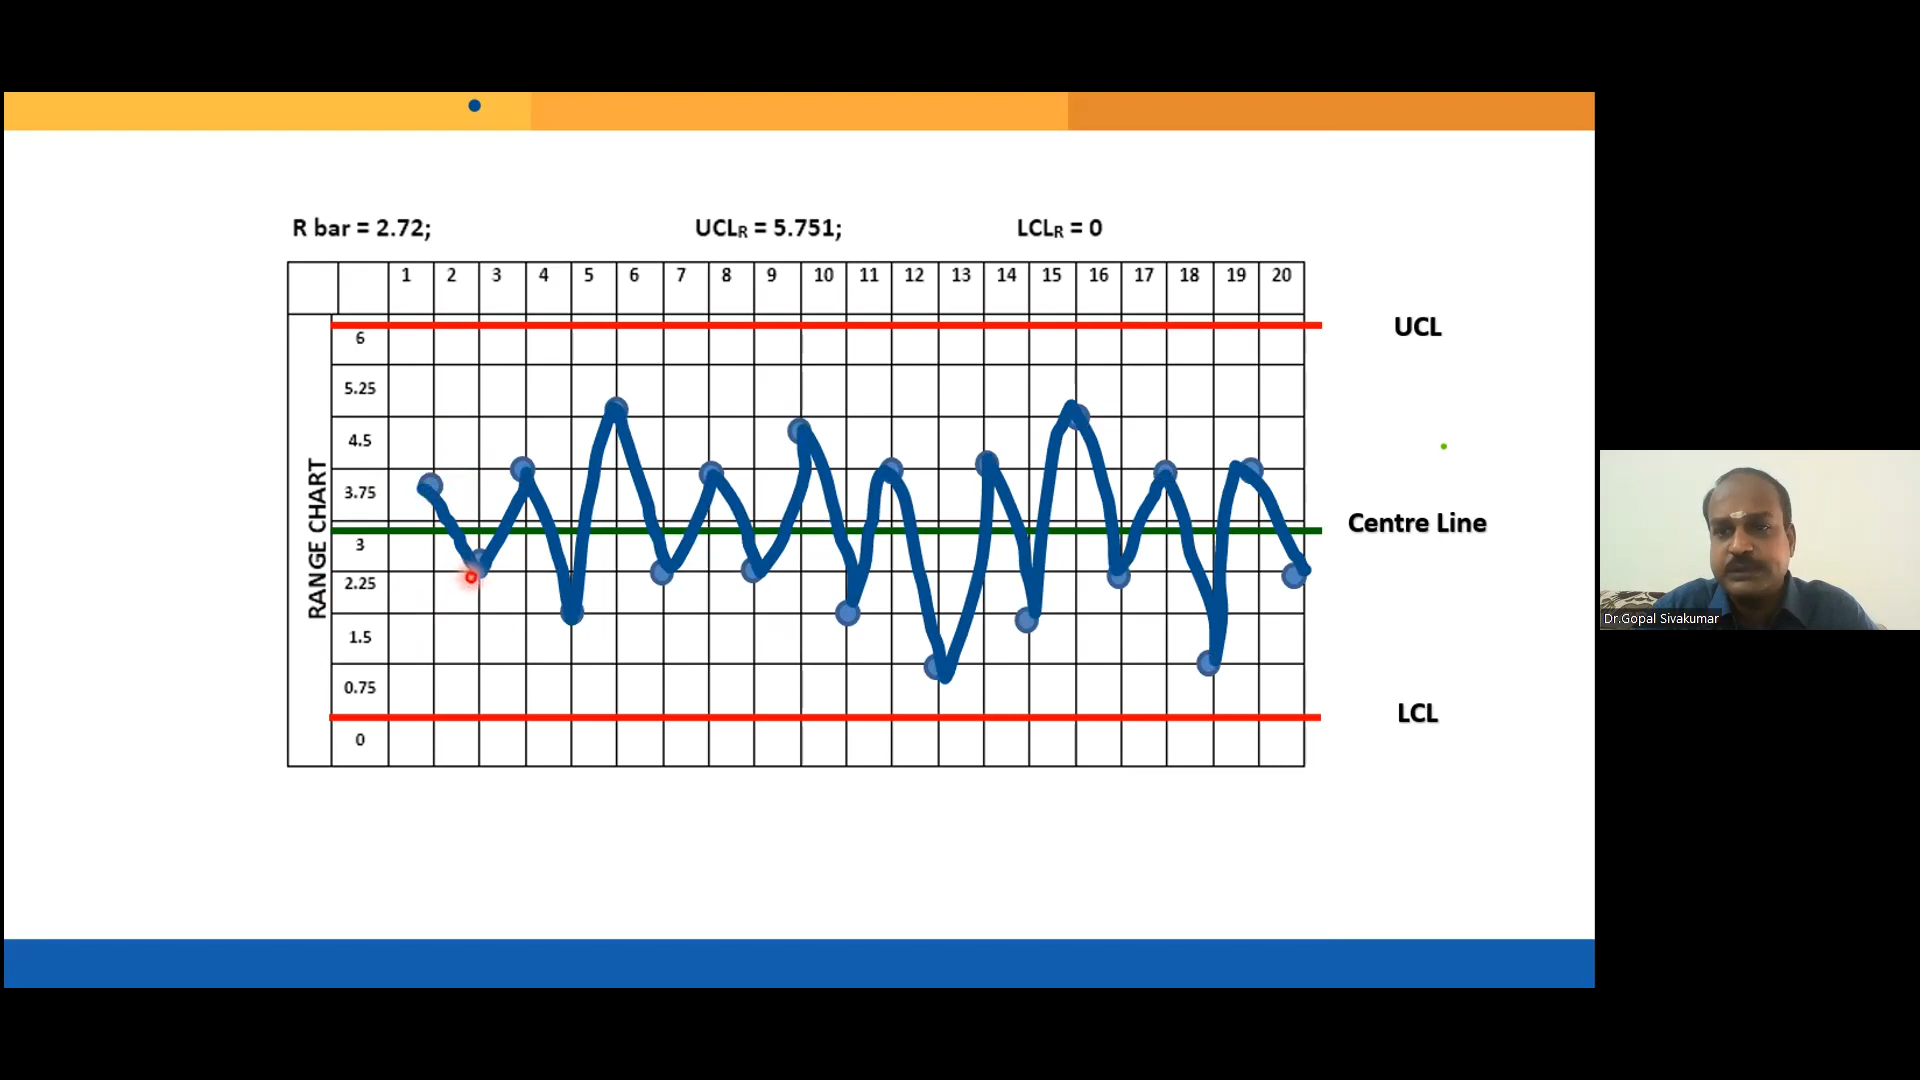 R bar = 2.72; UCLR = 5.751; LCLR = 0
1 2 3 4 5 6 7 8 9 10 11 12 13 14 15 16 17 18 19 20
UCL
6
5.25
4.5
RANGE CHART
3.75
Centre Line
3
2.25
Dr.Gopal Sivakumar
1.5
0.75
LCL
0